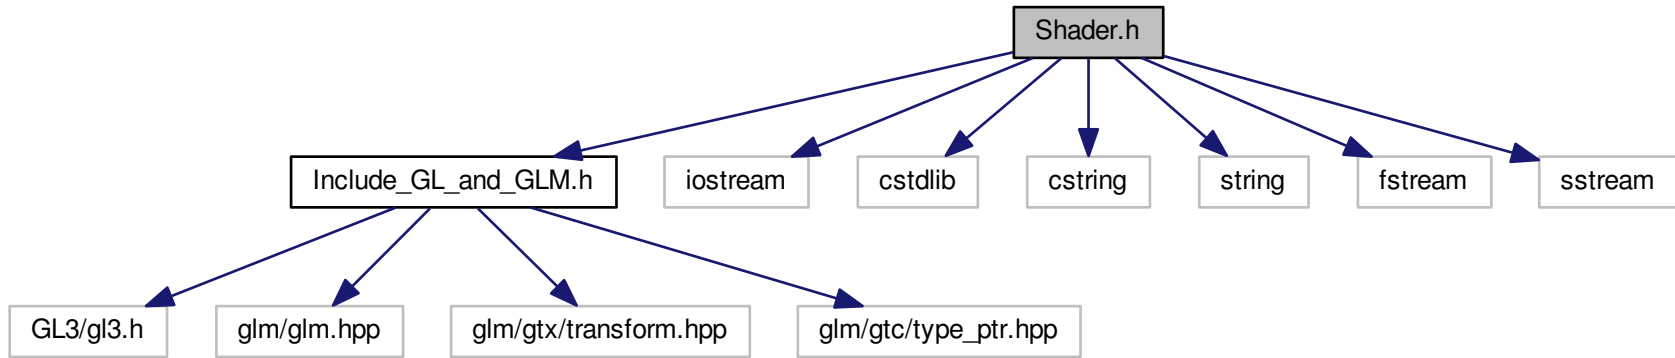 Shader.h
Include_GL_and_GLM.h
iostream
cstdlib
cstring
string
fstream
sstream
GL3/gl3.h
glm/glm.hpp
glm/gtx/transform.hpp
glm/gtc/type_ptr.hpp